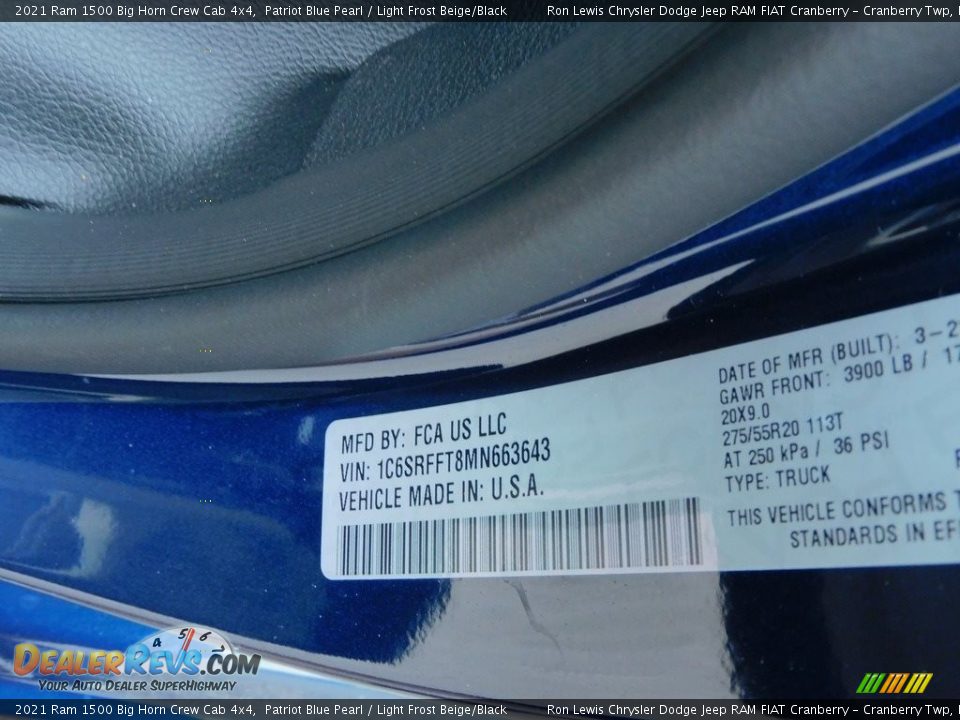 2021 Ram 1500 Big Horn Crew Cab 4x4, Patriot Blue Pearl / Light Frost Beige/Black Ron Lewis Chrysler Dodge Jeep RAM FIAT Cranberry - Cranberry Twp,
MFD BY: FCA US LLC
VIN: 1C6SRFFT8MN663643
VEHICLE MADE IN: U.S.A.
DATE OF MFR (BUILT): 3-2
GAWR FRONT: 3900 LB / 17
20X9.0
275/55R20 113T
AT 250 kPa / 36 PSI
TYPE: TRUCK
THIS VEHICLE CONFORMS
STANDARDS IN
4 5 6
DealerRevs.com
Your Auto Dealer SuperHighway
2021 Ram 1500 Big Horn Crew Cab 4x4, Patriot Blue Pearl / Light Frost Beige/Black Ron Lewis Chrysler Dodge Jeep RAM FIAT Cranberry - Cranberry Twp,